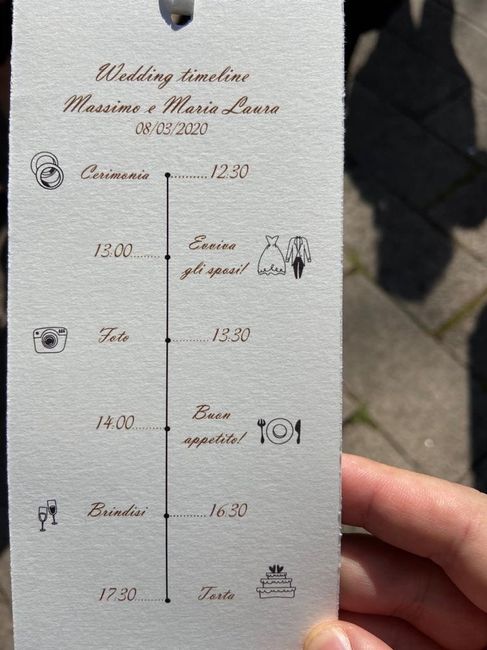 Wedding timeline
Massimo e Maria Laura
08/03/2020
Cerimonia .......... 12:30
13:00 ........ Evviva
gli sposi!
Foto .......... 13:30
14:00 .......... Buon
appetito!
Brindisi .......... 16:30
17:30 .......... Torta